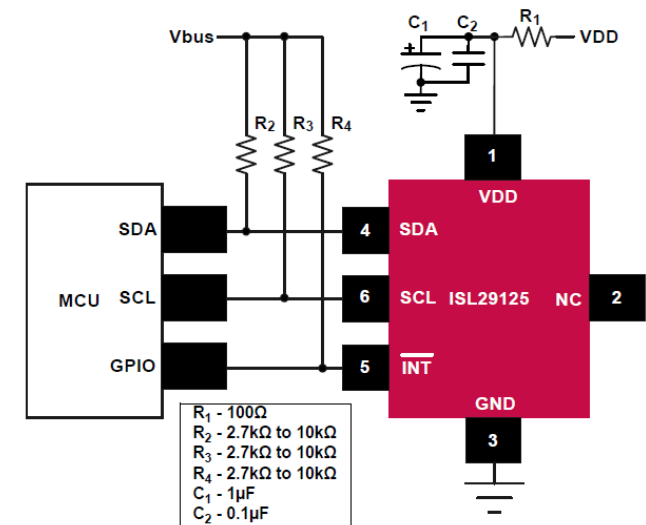 C1 C2 R1
Vbus VDD
+
R2 R3 R4
1
VDD
SDA 4 SDA
MCU SCL 6 SCL ISL29125 NC 2
GPIO 5 INT
GND
3
R1 - 100Ω
R2 - 2.7kΩ to 10kΩ
R3 - 2.7kΩ to 10kΩ
R4 - 2.7kΩ to 10kΩ
C1 - 1µF
C2 - 0.1µF